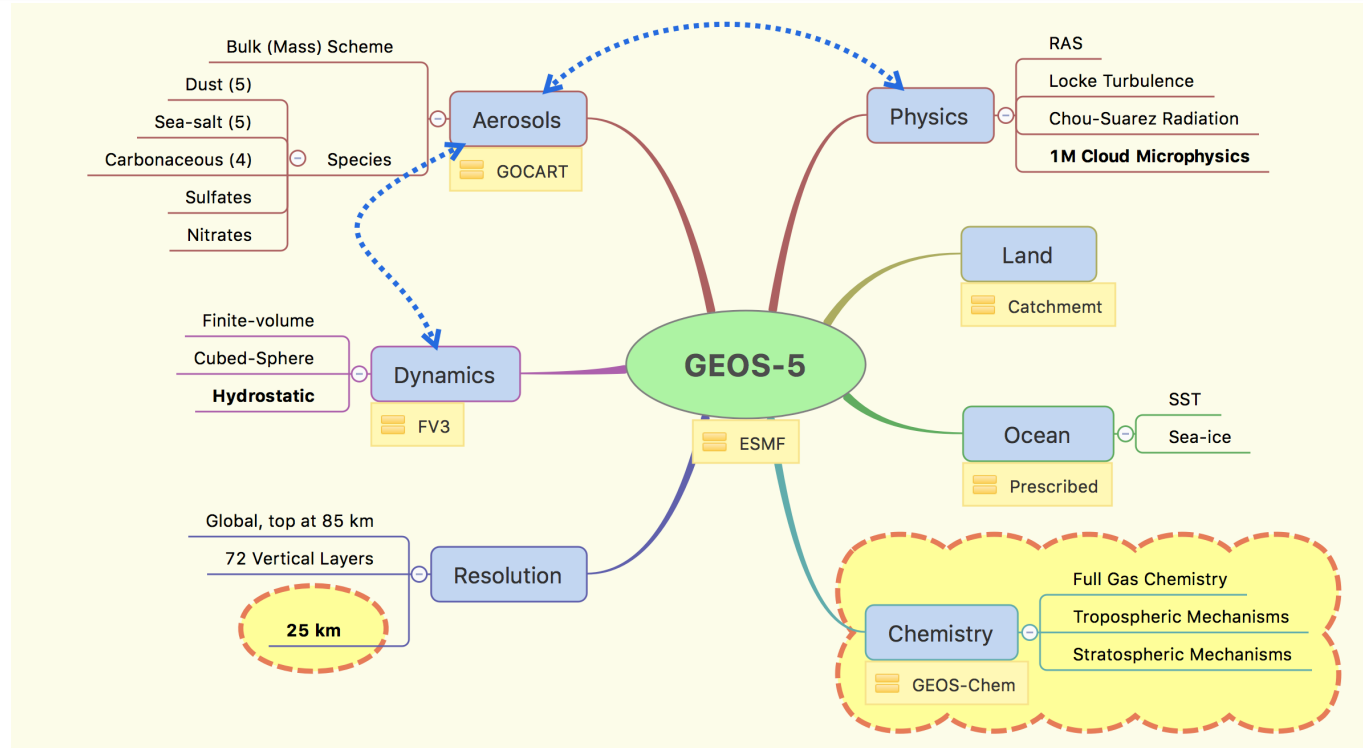 Bulk (Mass) Scheme
Dust (5)
Sea-salt (5)
Carbonaceous (4)
Sulfates
Nitrates
Species
Aerosols
GOCART
Physics
RAS
Locke Turbulence
Chou-Suarez Radiation
1M Cloud Microphysics
Land
Catchmemt
Finite-volume
Cubed-Sphere
Hydrostatic
Dynamics
FV3
GEOS-5
ESMF
Ocean
Prescribed
SST
Sea-ice
Global, top at 85 km
72 Vertical Layers
25 km
Resolution
Chemistry
GEOS-Chem
Full Gas Chemistry
Tropospheric Mechanisms
Stratospheric Mechanisms